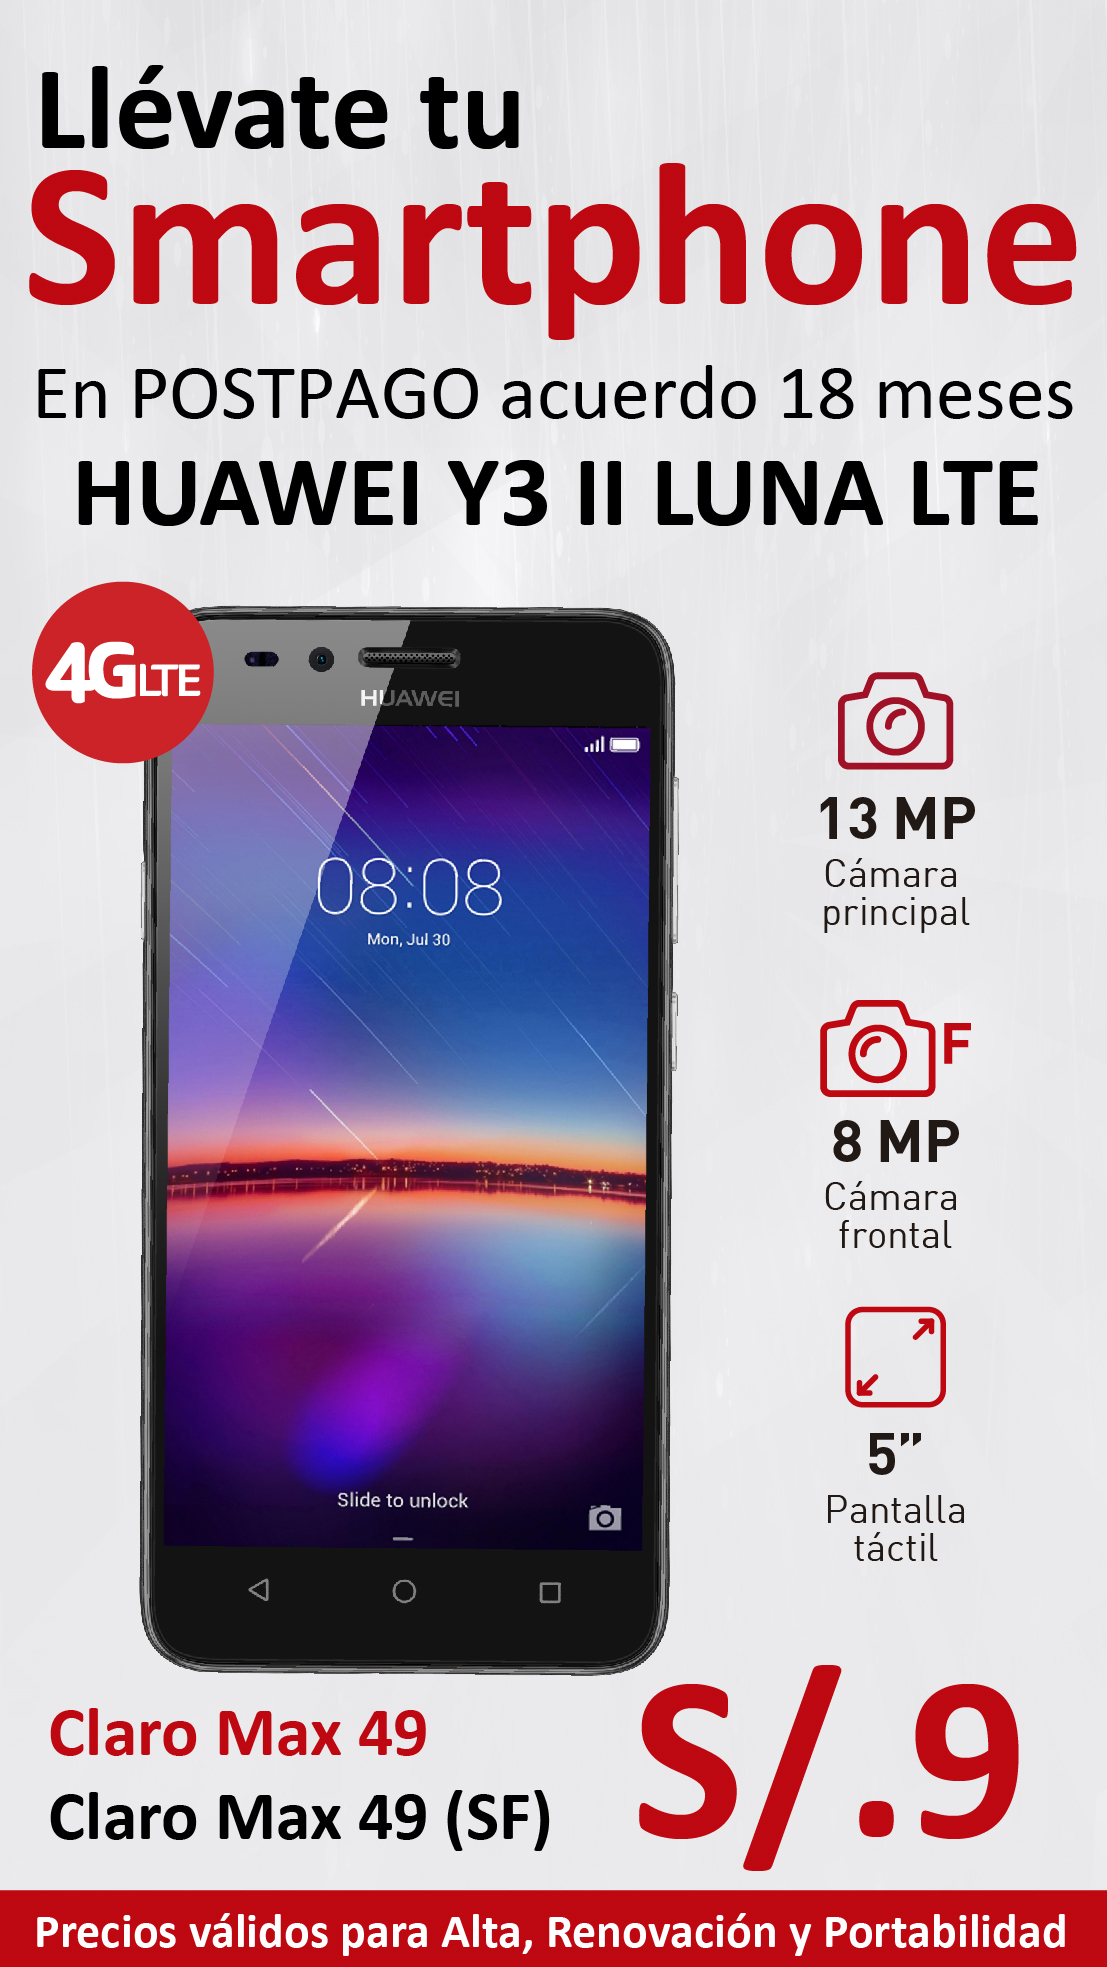 Llévate tu
Smartphone
En POSTPAGO acuerdo 18 meses
HUAWEI Y3 II LUNA LTE
4G LTE
HUAWEI
08:08
Mon, Jul 30
Slide to unlock
13 MP
Cámara
principal
F
8 MP
Cámara
frontal
5”
Pantalla
táctil
Claro Max 49
Claro Max 49 (SF)
S/.9
Precios válidos para Alta, Renovación y Portabilidad